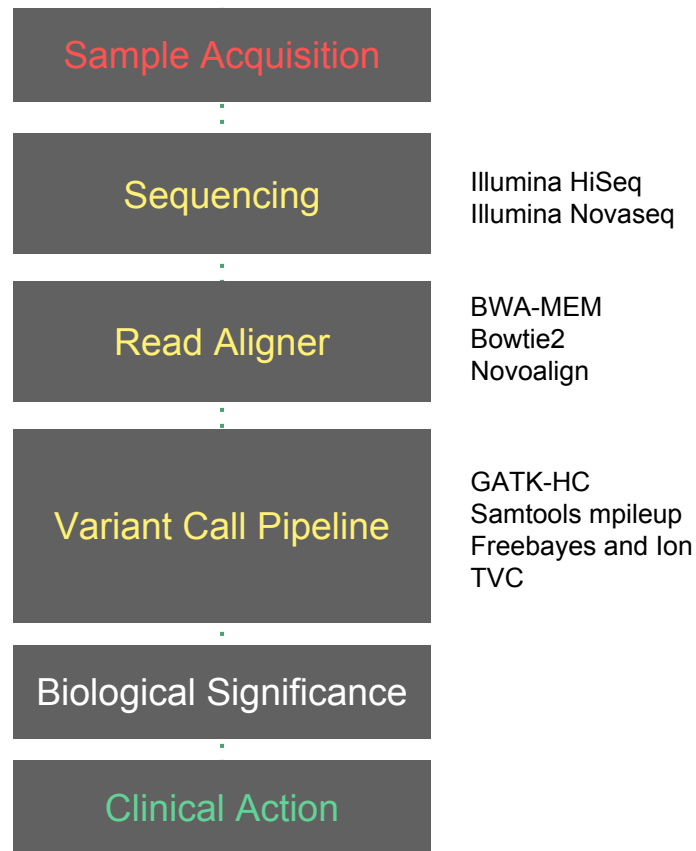 Sample Acquisition
Sequencing
Illumina HiSeq
Illumina Novaseq
Read Aligner
BWA-MEM
Bowtie2
Novoalign
Variant Call Pipeline
GATK-HC
Samtools mpileup
Freebayes and Ion
TVC
Biological Significance
Clinical Action